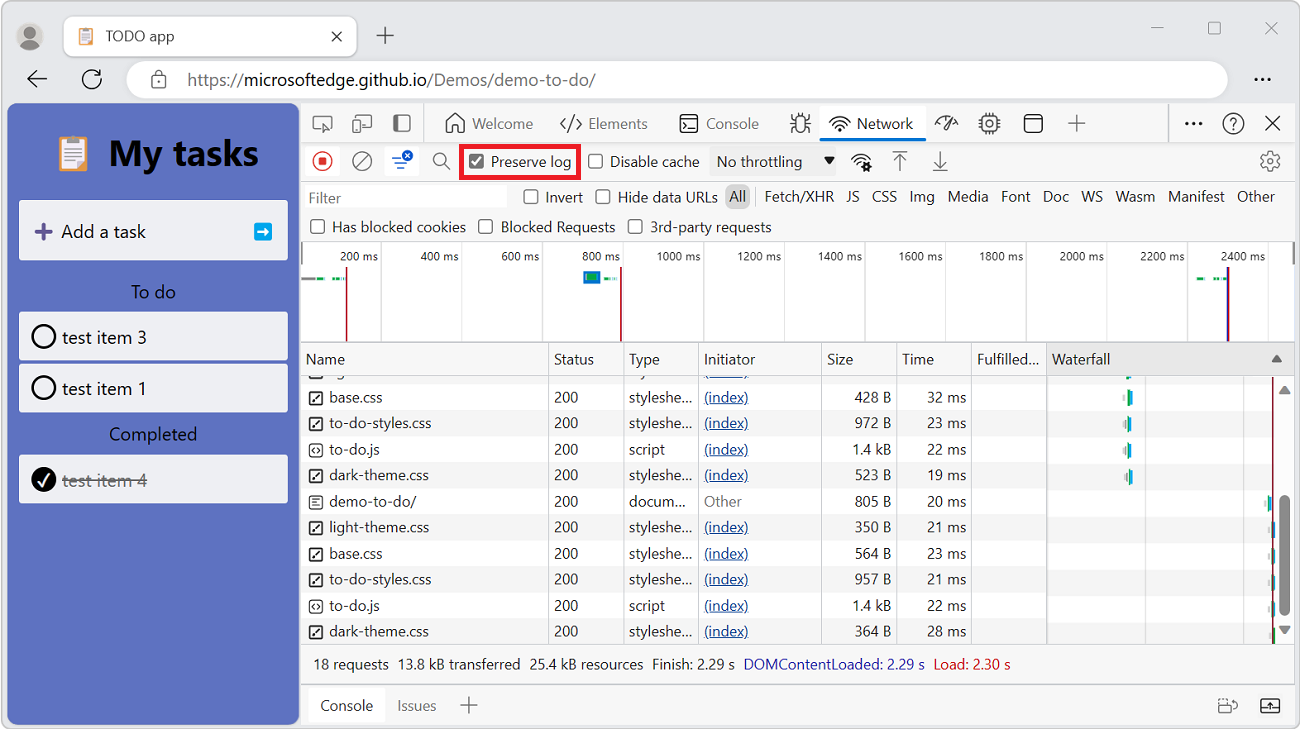 TODO app
https://microsoftedge.github.io/Demos/demo-to-do/
My tasks
Add a task
To do
test item 3
test item 1
Completed
test item 4
Welcome Elements Console Network
Preserve log Disable cache No throttling
Filter Invert Hide data URLs All Fetch/XHR JS CSS Img Media Font Doc WS Wasm Manifest Other
Has blocked cookies Blocked Requests 3rd-party requests
200 ms 400 ms 600 ms 800 ms 1000 ms 1200 ms 1400 ms 1600 ms 1800 ms 2000 ms 2200 ms 2400 ms
Name Status Type Initiator Size Time Fulfilled... Waterfall
base.css 200 styleshe... (index) 428 B 32 ms
to-do-styles.css 200 styleshe... (index) 972 B 23 ms
to-do.js 200 script (index) 1.4 kB 22 ms
dark-theme.css 200 styleshe... (index) 523 B 19 ms
demo-to-do/ 200 docum... Other 805 B 20 ms
light-theme.css 200 styleshe... (index) 350 B 21 ms
base.css 200 styleshe... (index) 564 B 23 ms
to-do-styles.css 200 styleshe... (index) 957 B 21 ms
to-do.js 200 script (index) 1.4 kB 22 ms
dark-theme.css 200 styleshe... (index) 364 B 28 ms
18 requests 13.8 kB transferred 25.4 kB resources Finish: 2.29 s DOMContentLoaded: 2.29 s Load: 2.30 s
Console Issues